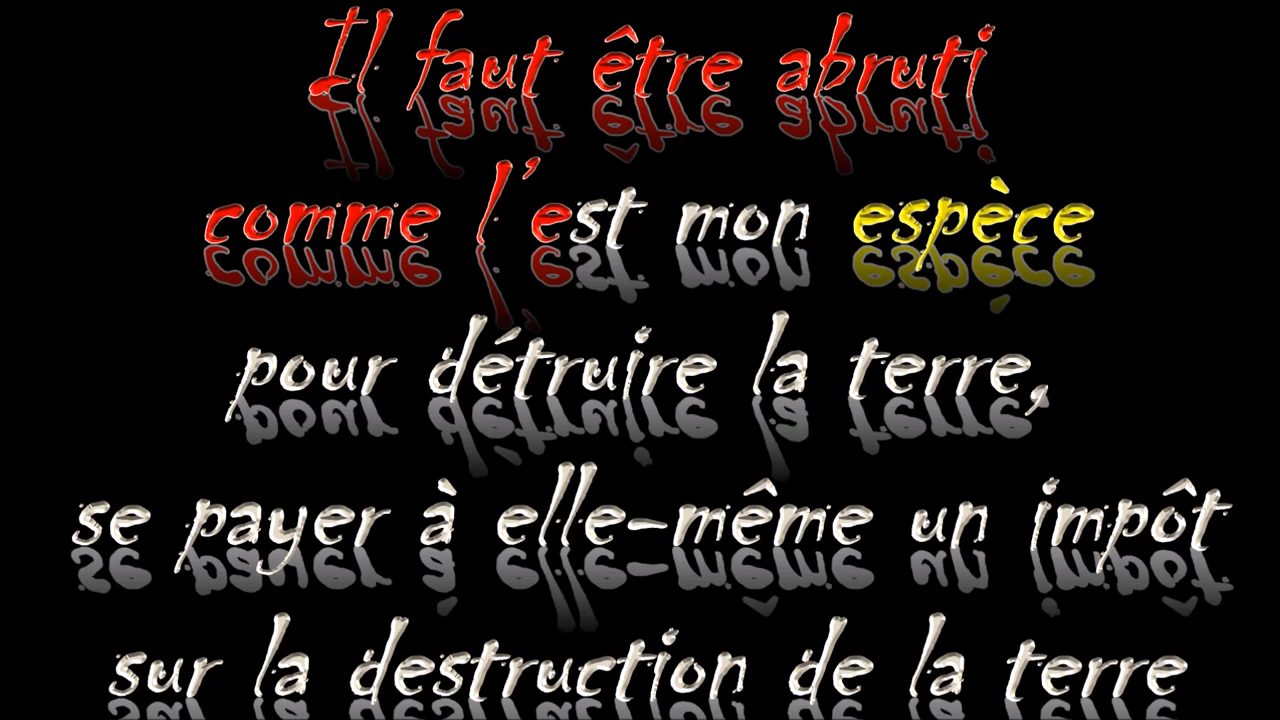 Il faut être abruti
comme l'est mon espèce
pour détruire la terre,
se payer à elle-même un impôt
sur la destruction de la terre